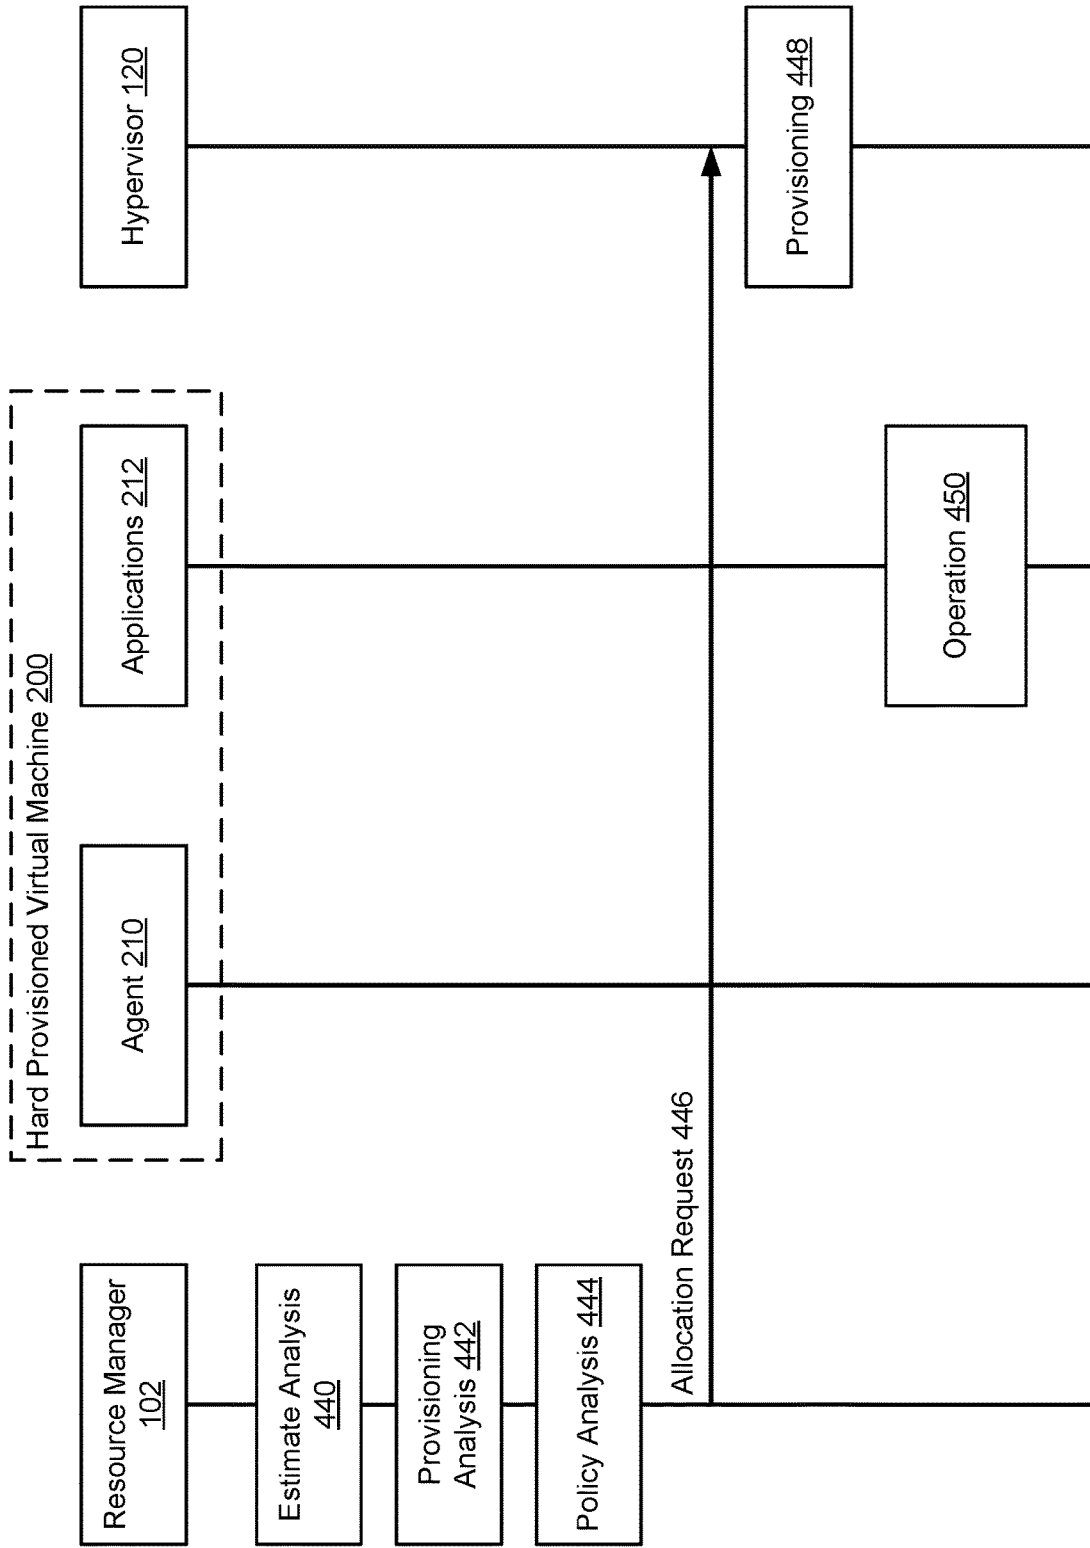 Hard Provisioned Virtual Machine 200
Resource Manager
102
Agent 210
Applications 212
Hypervisor 120
Estimate Analysis
440
Provisioning
Analysis 442
Policy Analysis 444
Allocation Request 446
Provisioning 448
Operation 450